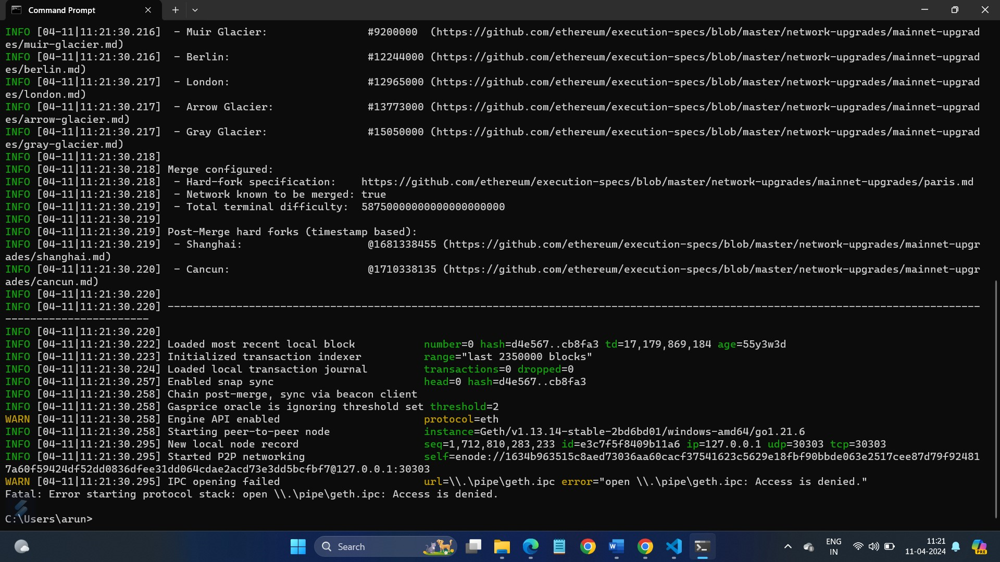 Command Prompt
INFO [04-11|11:21:30.216]  - Muir Glacier:                #9200000  (https://github.com/ethereum/execution-specs/blob/master/network-upgrades/mainnet-upgrad
es/muir-glacier.md)
INFO [04-11|11:21:30.216]  - Berlin:                      #12244000 (https://github.com/ethereum/execution-specs/blob/master/network-upgrades/mainnet-upgrad
es/berlin.md)
INFO [04-11|11:21:30.217]  - London:                      #12965000 (https://github.com/ethereum/execution-specs/blob/master/network-upgrades/mainnet-upgrad
es/london.md)
INFO [04-11|11:21:30.217]  - Arrow Glacier:               #13773000 (https://github.com/ethereum/execution-specs/blob/master/network-upgrades/mainnet-upgrad
es/arrow-glacier.md)
INFO [04-11|11:21:30.217]  - Gray Glacier:                #15050000 (https://github.com/ethereum/execution-specs/blob/master/network-upgrades/mainnet-upgrad
es/gray-glacier.md)
INFO [04-11|11:21:30.218]
INFO [04-11|11:21:30.218] Merge configured:
INFO [04-11|11:21:30.218]  - Hard-fork specification:    https://github.com/ethereum/execution-specs/blob/master/network-upgrades/mainnet-upgrades/paris.md
INFO [04-11|11:21:30.218]  - Network known to be merged: true
INFO [04-11|11:21:30.219]  - Total terminal difficulty:  58750000000000000000000
INFO [04-11|11:21:30.219]
INFO [04-11|11:21:30.219] Post-Merge hard forks (timestamp based):
INFO [04-11|11:21:30.219]  - Shanghai:                    @1681338455 (https://github.com/ethereum/execution-specs/blob/master/network-upgrades/mainnet-upgr
ades/shanghai.md)
INFO [04-11|11:21:30.220]  - Cancun:                      @1710338135 (https://github.com/ethereum/execution-specs/blob/master/network-upgrades/mainnet-upgr
ades/cancun.md)
INFO [04-11|11:21:30.220]
INFO [04-11|11:21:30.220] ----------------------------------------------------------------------------------------------------------------------------------
-----------------------
INFO [04-11|11:21:30.220]
INFO [04-11|11:21:30.222] Loaded most recent local block           number=0 hash=d4e567..cb8fa3 td=17,179,869,184 age=55y3w3d
INFO [04-11|11:21:30.223] Initialized transaction indexer          range="last 2350000 blocks"
INFO [04-11|11:21:30.224] Loaded local transaction journal         transactions=0 dropped=0
INFO [04-11|11:21:30.257] Enabled snap sync                        head=0 hash=d4e567..cb8fa3
INFO [04-11|11:21:30.258] Chain post-merge, sync via beacon client
INFO [04-11|11:21:30.258] Gasprice oracle is ignoring threshold set threshold=2
WARN [04-11|11:21:30.258] Engine API enabled                       protocol=eth
INFO [04-11|11:21:30.258] Starting peer-to-peer node               instance=Geth/v1.13.14-stable-2bd6bd01/windows-amd64/go1.21.6
INFO [04-11|11:21:30.295] New local node record                    seq=1,712,810,283,233 id=e3c7f5f8409b11a6 ip=127.0.0.1 udp=30303 tcp=30303
INFO [04-11|11:21:30.295] Started P2P networking                   self=enode://1634b963515c8aed73036aa60cacf37541623c5629e18fbf90bbde063e2517cee87d79f92481
7a60f59424df52dd0836dfee31dd064cdae2acd73e3dd5bcfbf7@127.0.0.1:30303
WARN [04-11|11:21:30.295] IPC opening failed                       url=\\.\pipe\geth.ipc error="open \\.\pipe\geth.ipc: Access is denied."
Fatal: Error starting protocol stack: open \\.\pipe\geth.ipc: Access is denied.
C:\Users\arun>
Search
ENG
IN
11:21
11-04-2024
PRE